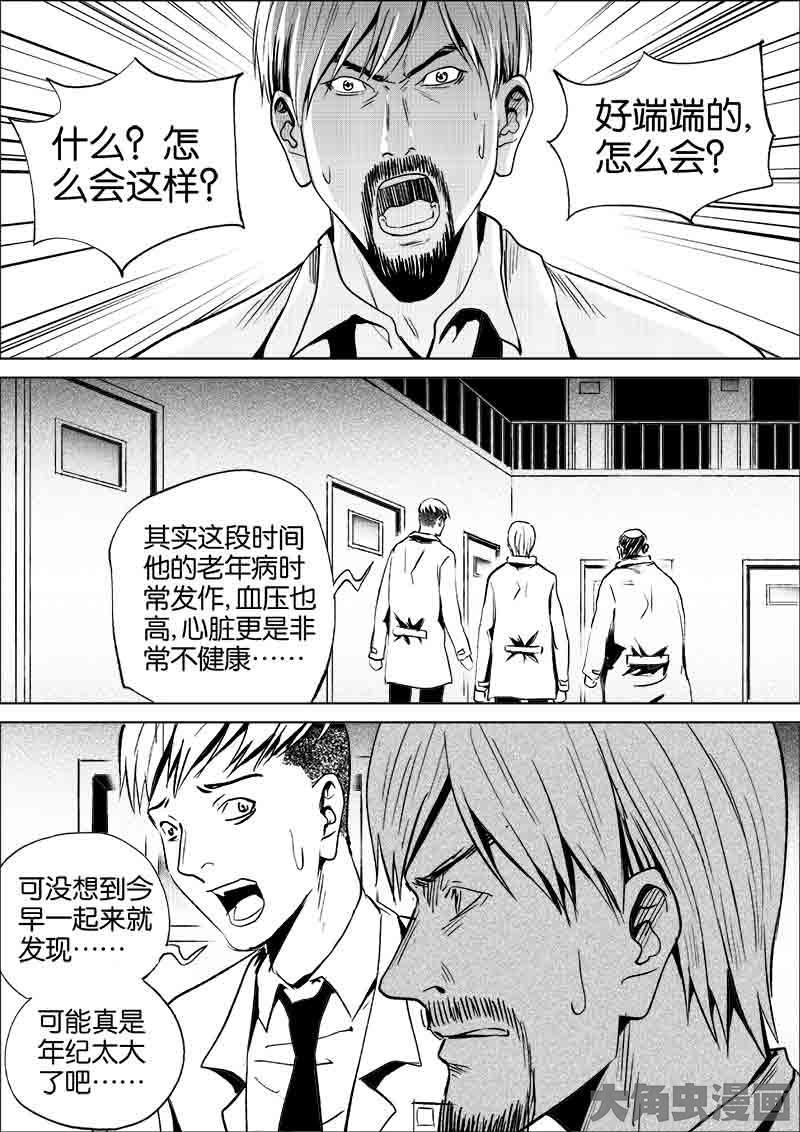 什么？怎
么会这样？
好端端的，
怎么会？
其实这段时间
他的老年病时
常发作，血压也
高，心脏更是非
常不健康……
可没想到今
早一起来就
发现……
可能真是
年纪太大
了吧……
大角虫漫画